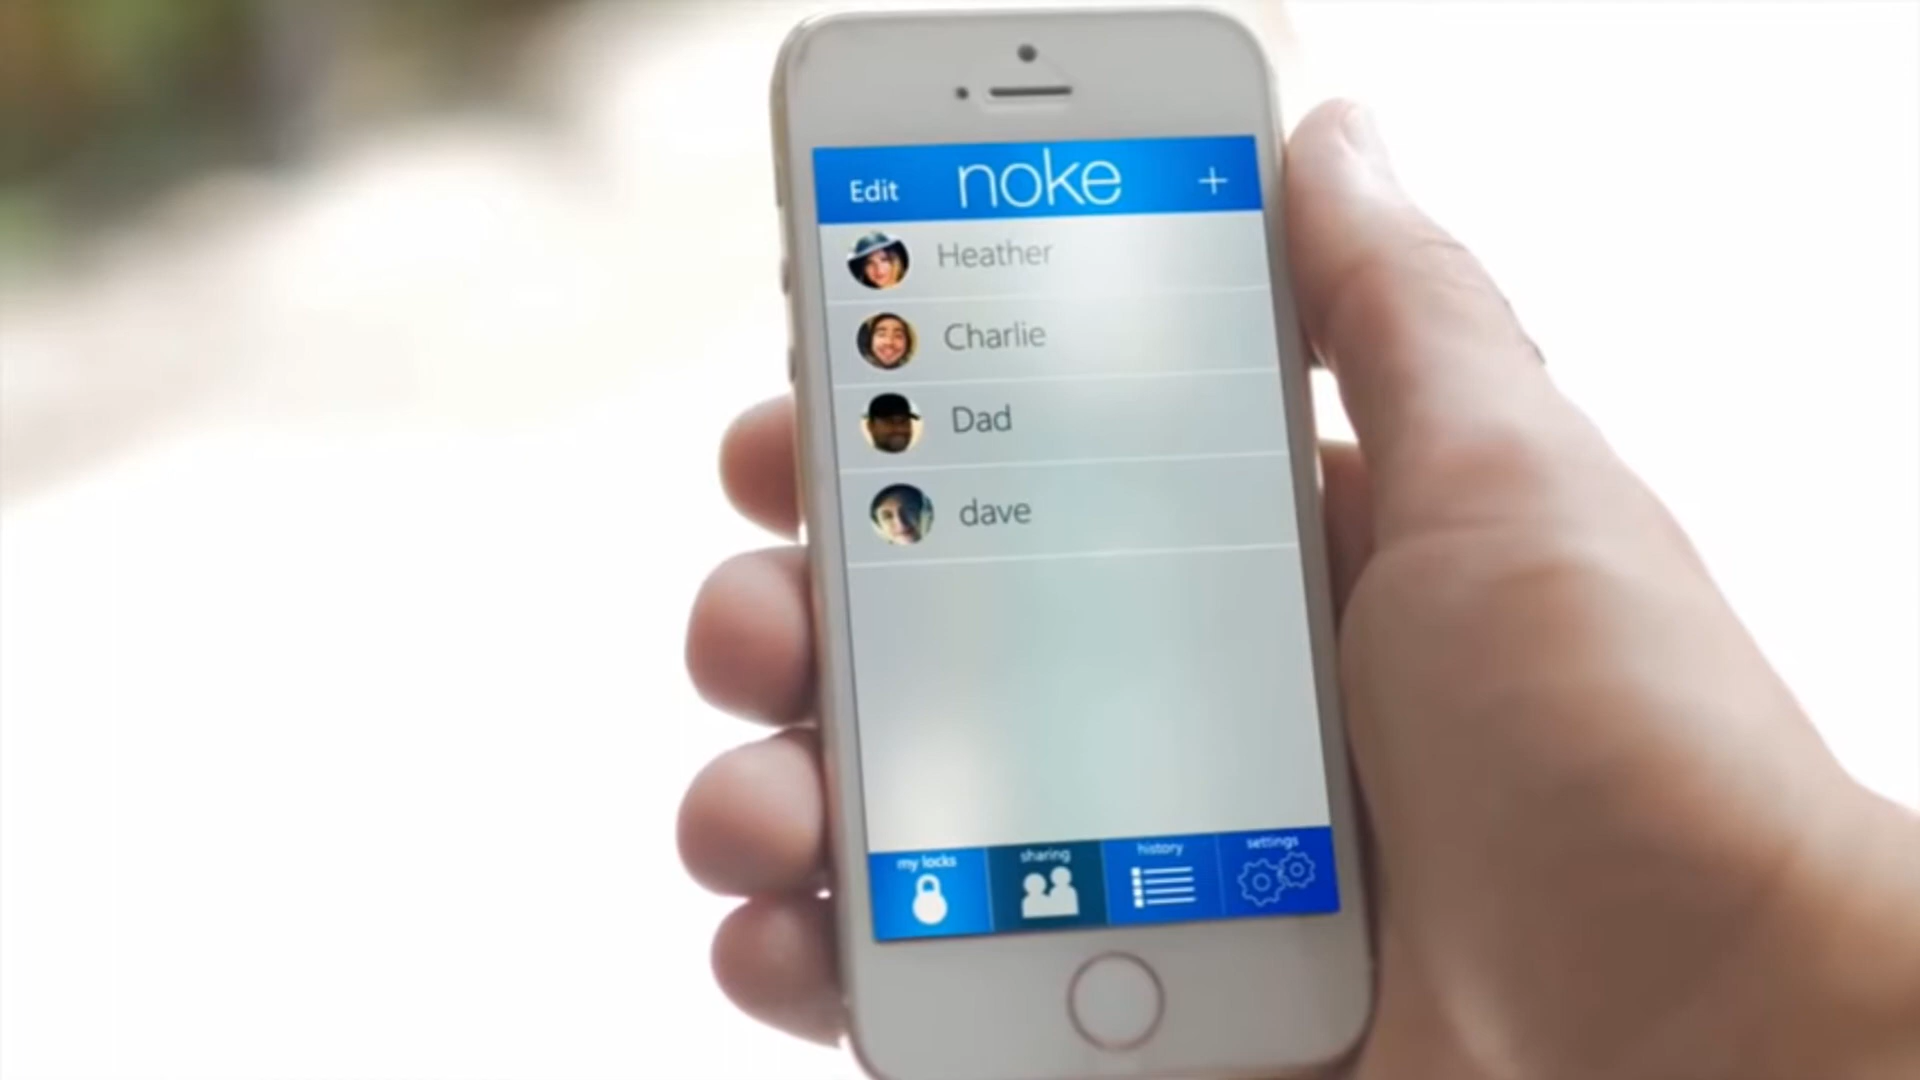 Edit noke +
Heather
Charlie
Dad
dave
my locks sharing history settings